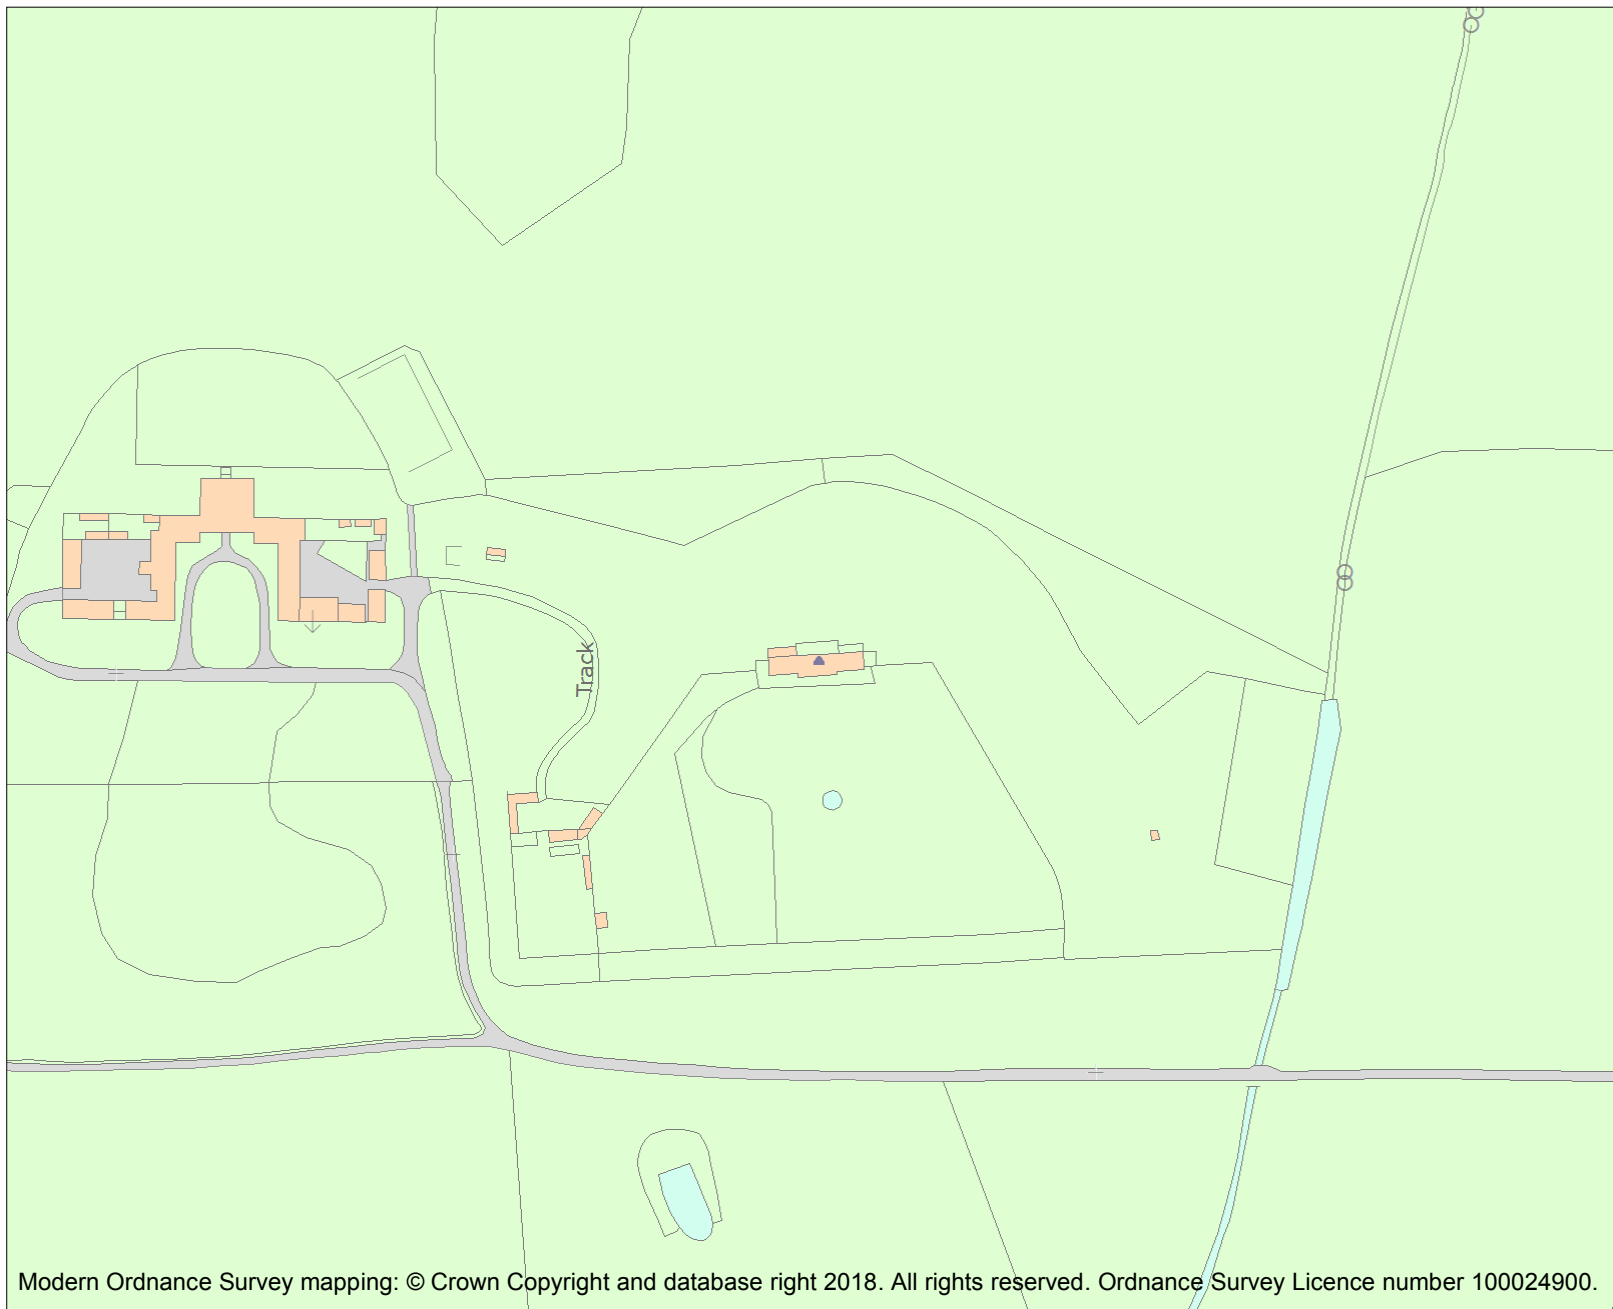 Track
Modern Ordnance Survey mapping: © Crown Copyright and database right 2018. All rights reserved. Ordnance Survey Licence number 100024900.